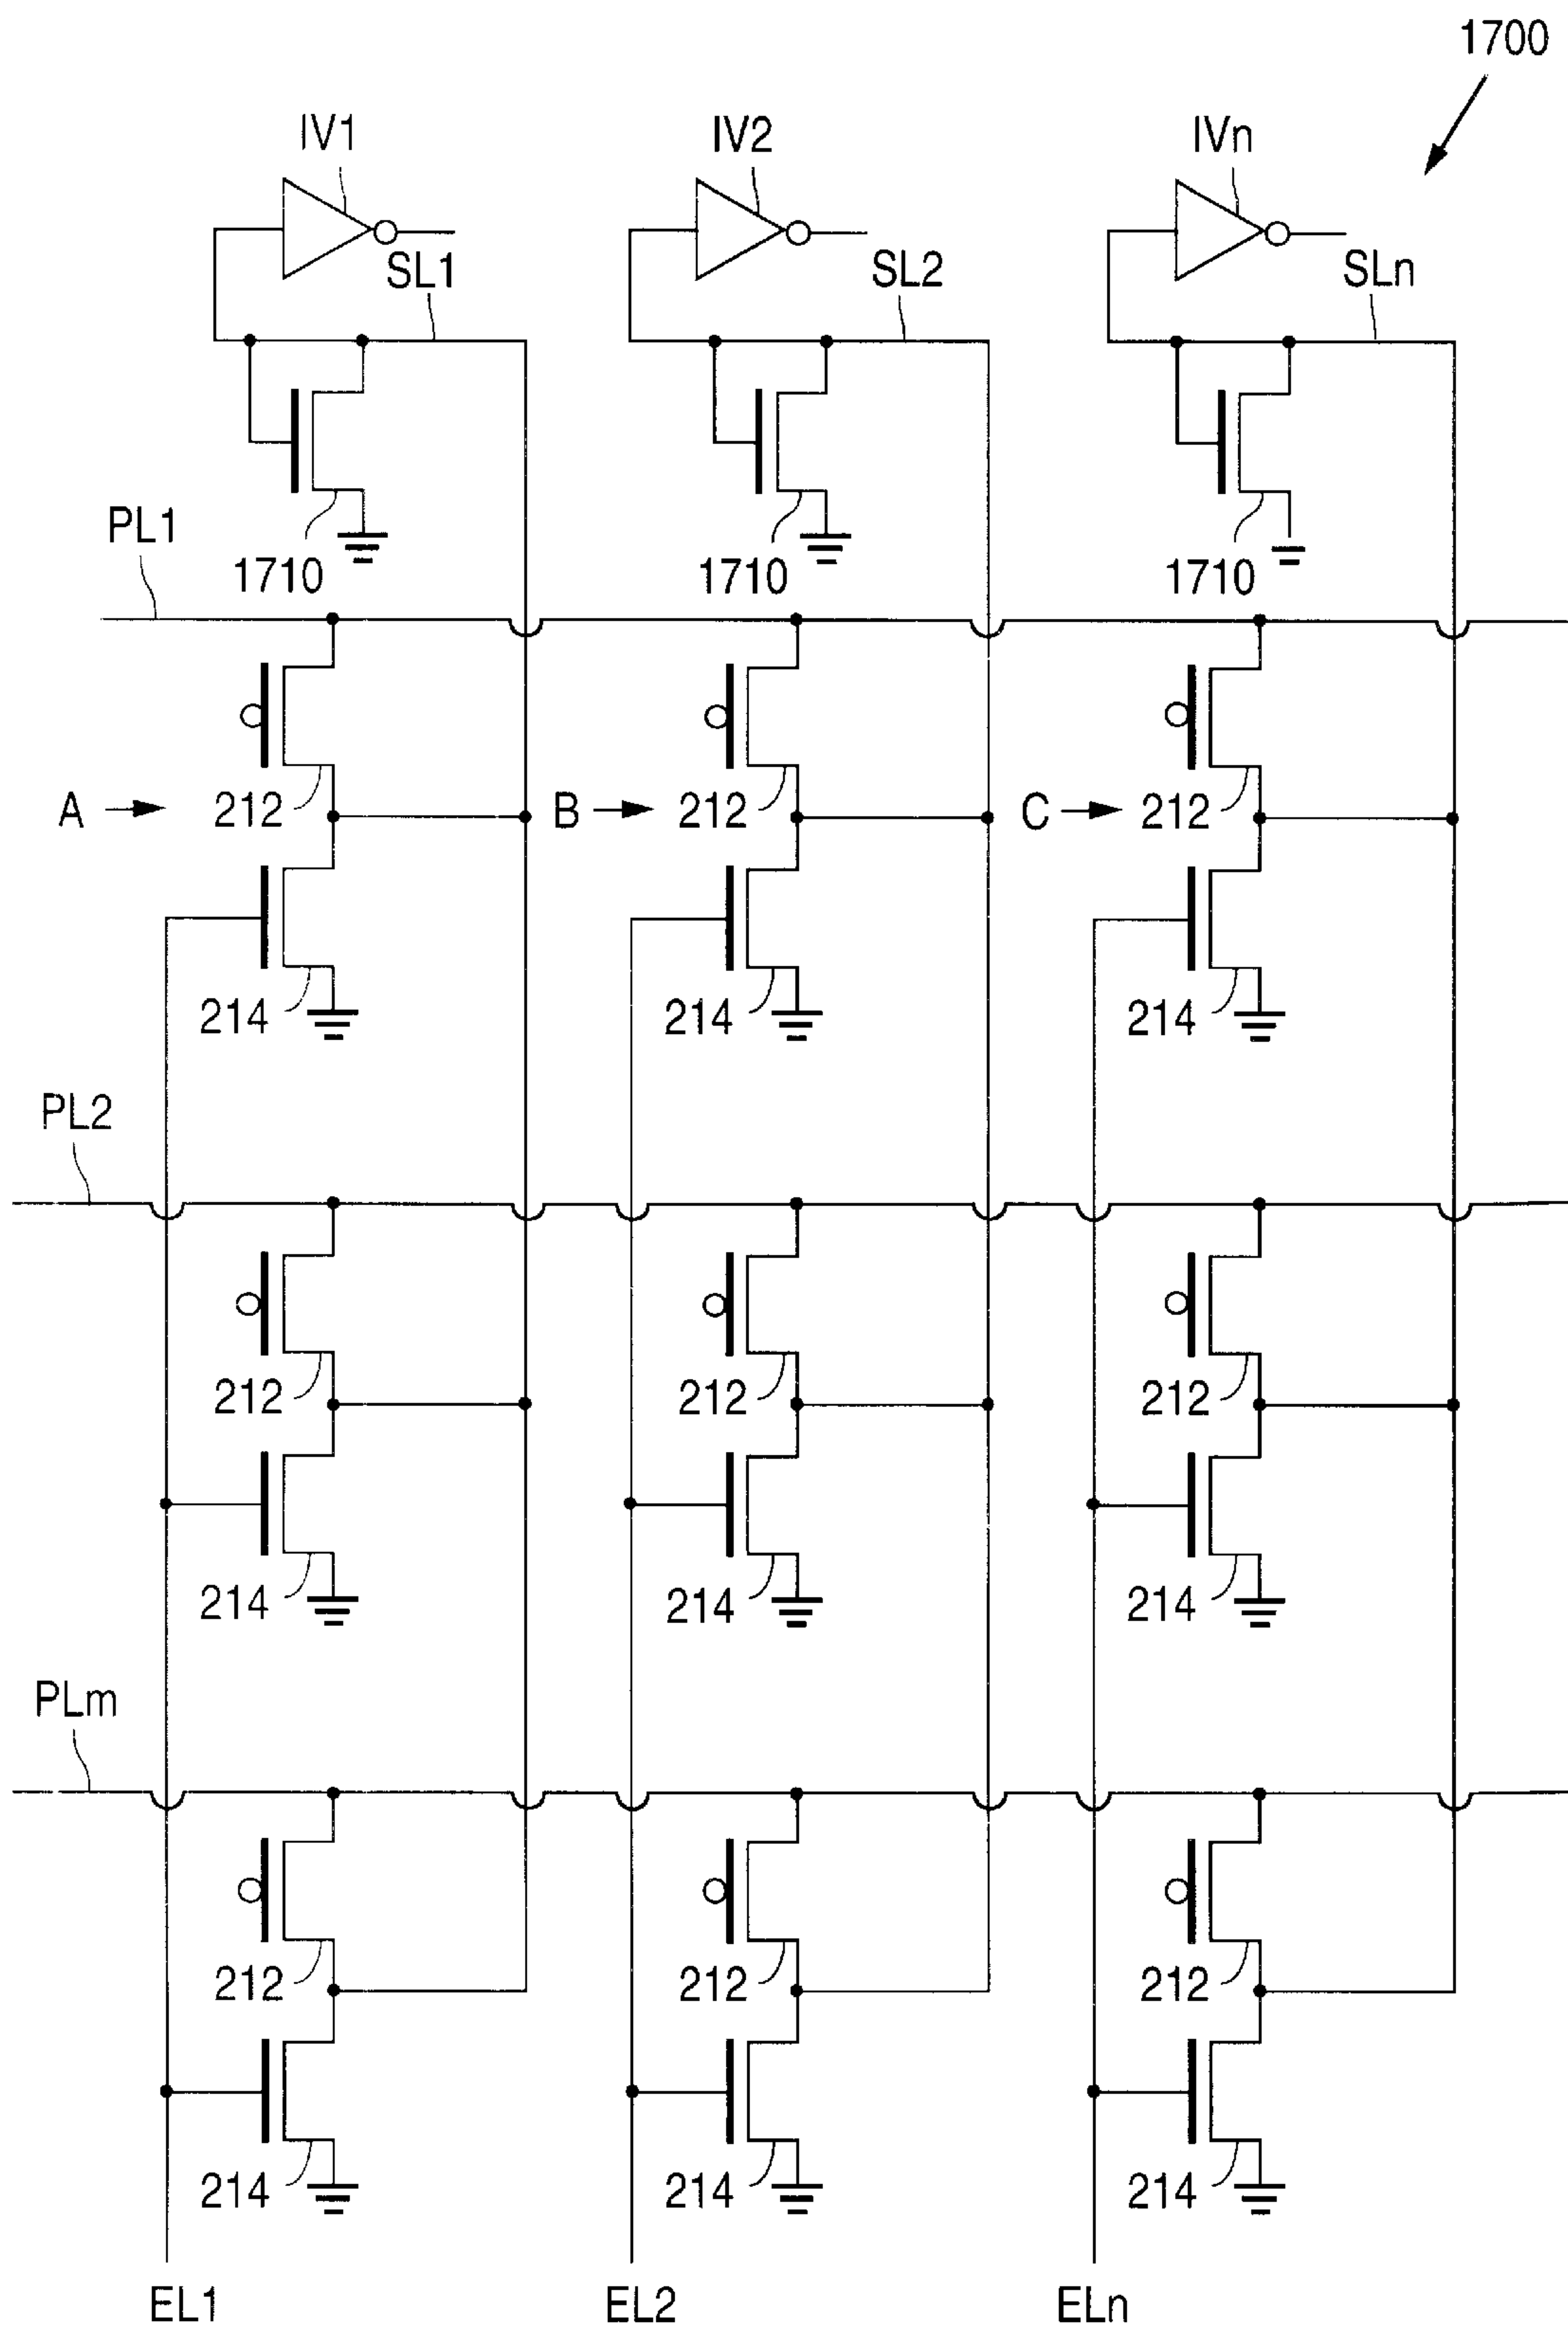 1700
IV1 IV2 IVn
SL1 SL2 SLn
PL1 1710 1710 1710
A 212 B 212 C 212
214 214 214
PL2
212 212 212
214 214 214
PLm
212 212 212
214 214 214
EL1 EL2 ELn